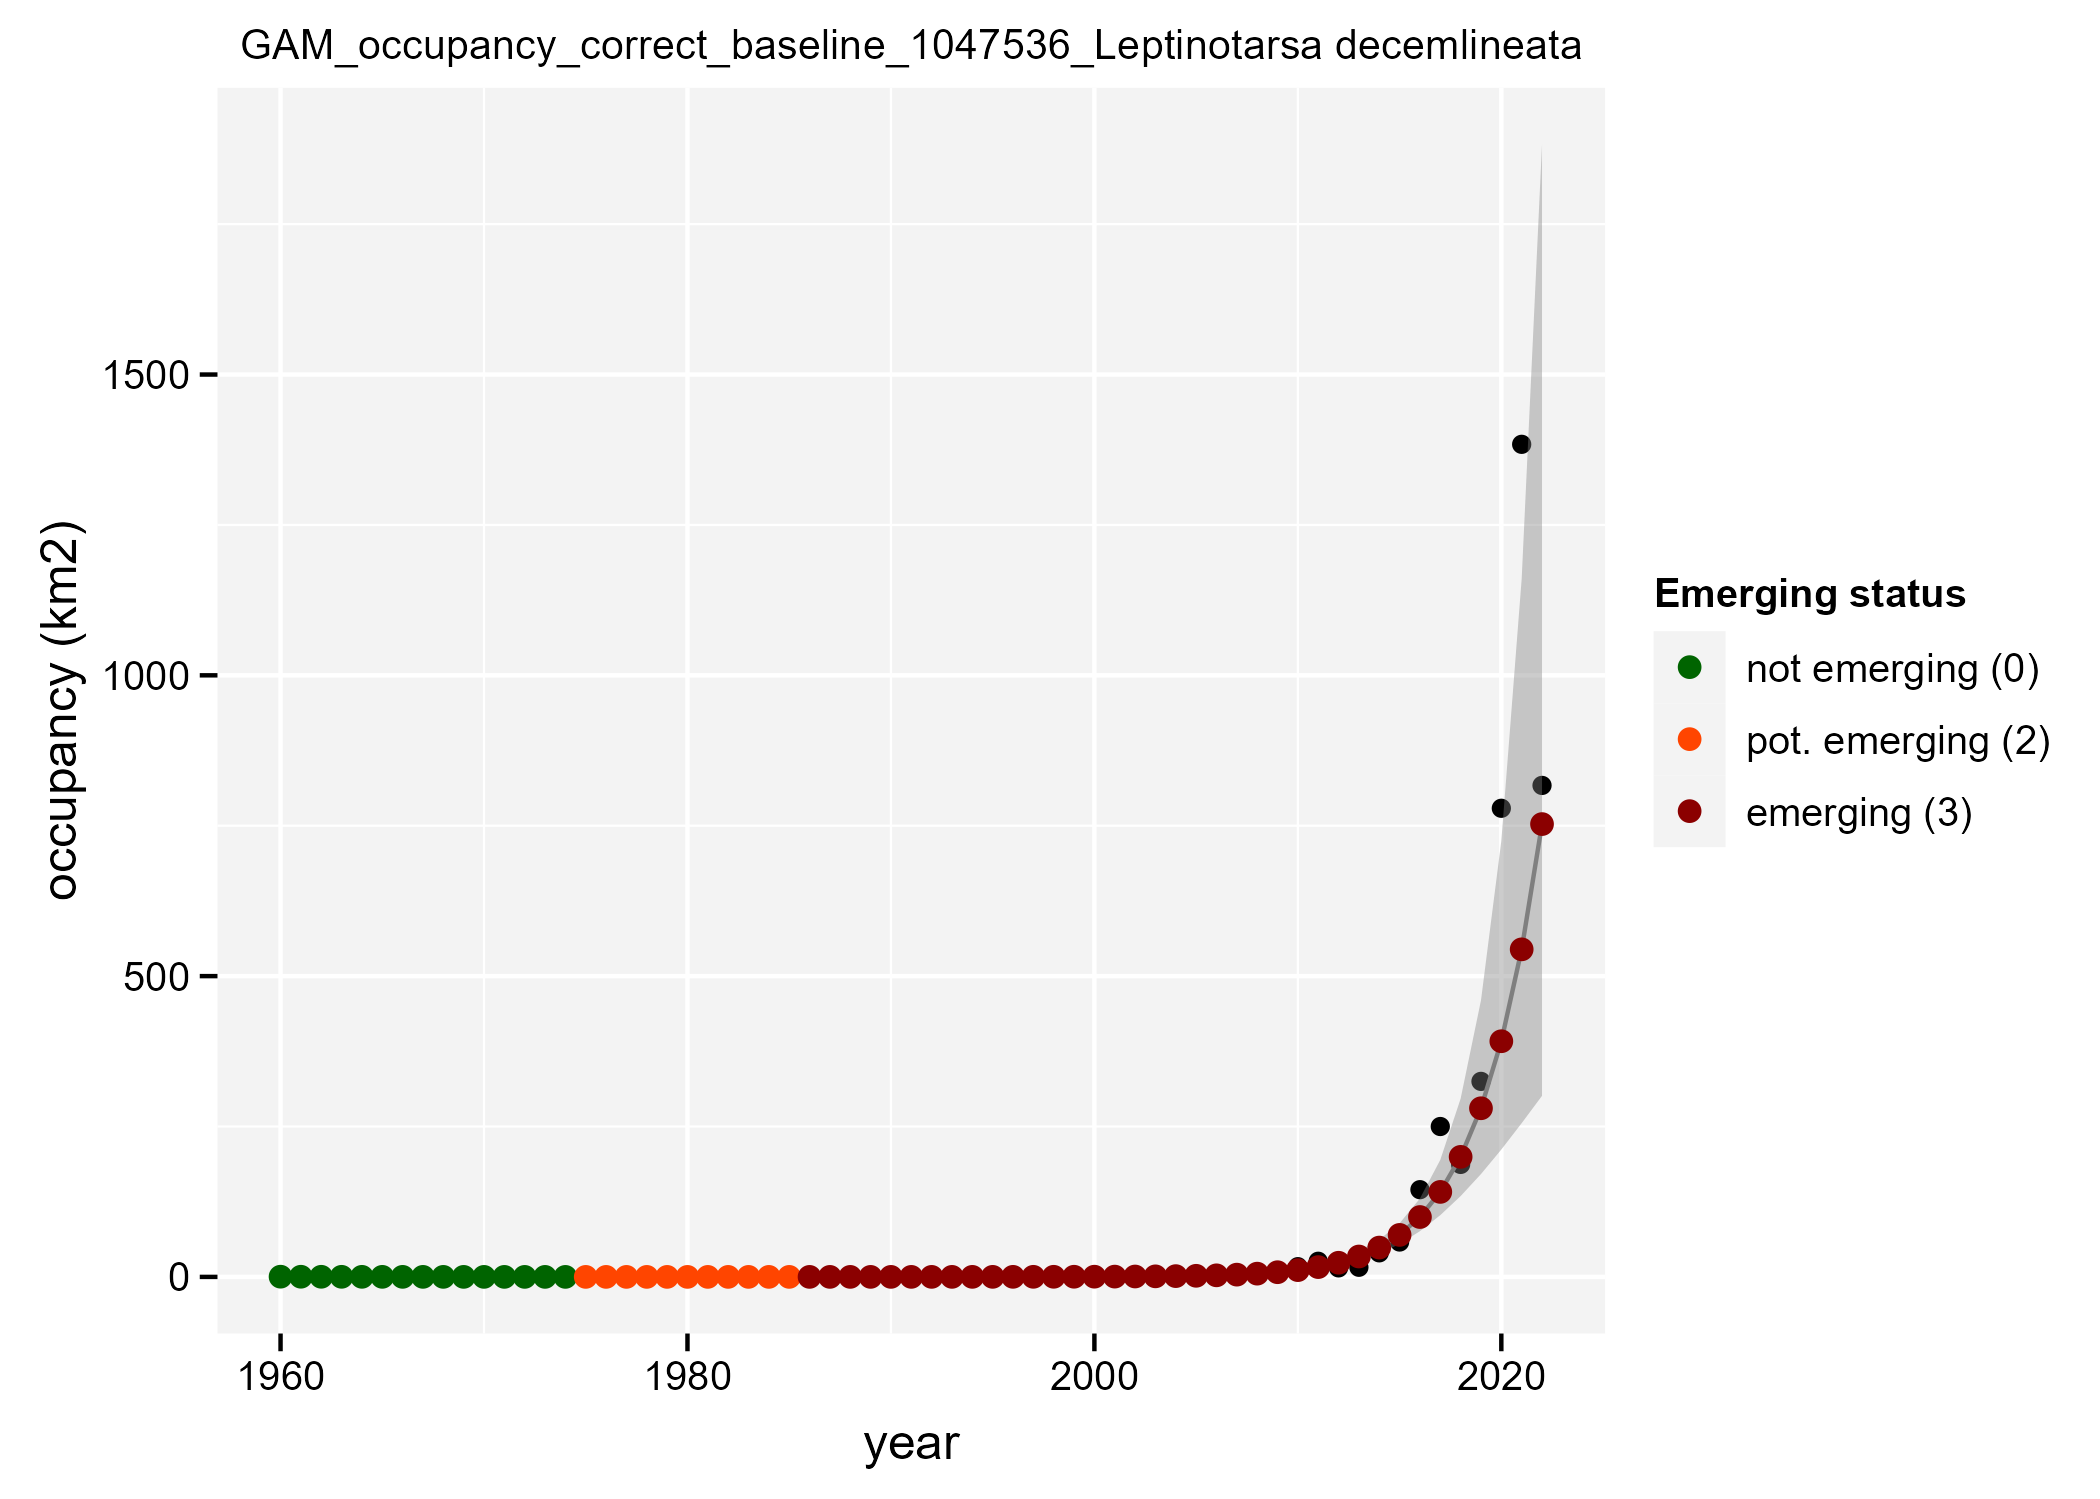 GAM_occupancy_correct_baseline_1047536_Leptinotarsa decemlineata
occupancy (km2)
1500
1000
500
0
1960
1980
2000
2020
year
Emerging status
not emerging (0)
pot. emerging (2)
emerging (3)